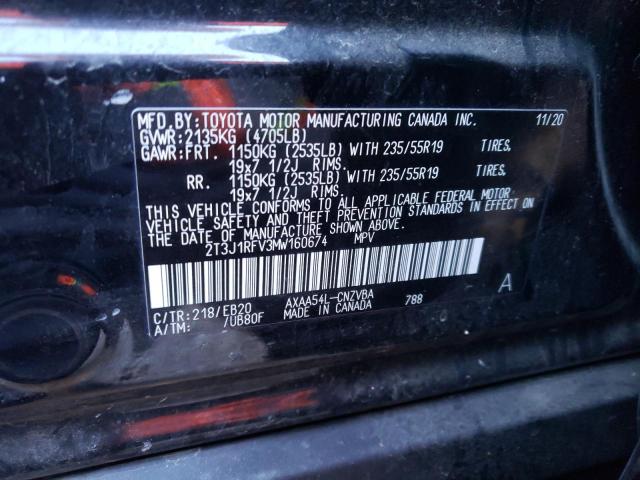 MFD.BY:TOYOTA MOTOR MANUFACTURING CANADA INC. 11/20
GVWR:2135KG (4705LB)
GAWR:FRT. 1150KG (2535LB) WITH 235/55R19 TIRES.
19x7 1/2J RIMS.
RR. 1150KG (2535LB) WITH 235/55R19 TIRES.
19x7 1/2J RIMS.
THIS VEHICLE CONFORMS TO ALL APPLICABLE FEDERAL MOTOR
VEHICLE SAFETY AND THEFT PREVENTION STANDARDS IN EFFECT ON
THE DATE OF MANUFACTURE SHOWN ABOVE.
2T3J1RFV3MW160674 MPV
C/TR:218/EB20 AXAA54L-CNZVBA 788 A
A/TM: /UB80F MADE IN CANADA